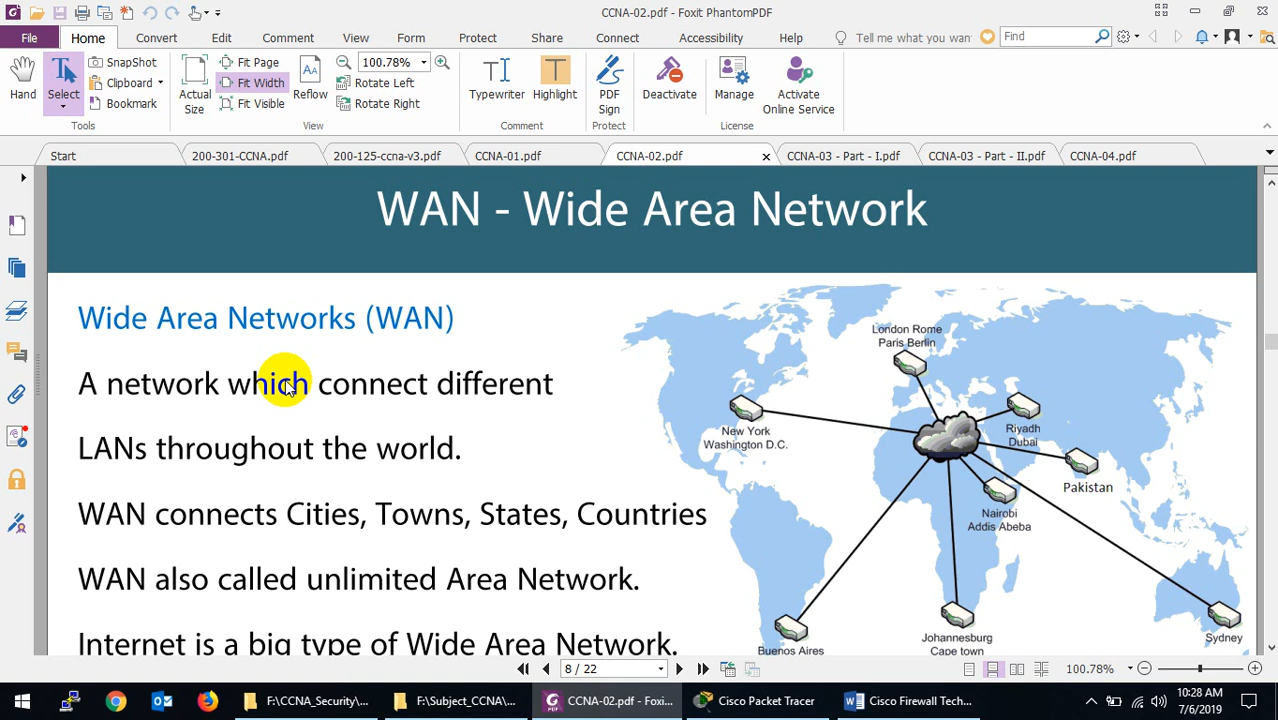 CCNA-02.pdf - Foxit PhantomPDF
File Home Convert Edit Comment View Form Protect Share Connect Accessibility Help Tell me what you wan Find
Hand
Select
SnapShot
Clipboard
Bookmark
Tools
Actual
Size
Fit Page
Fit Width
Fit Visible
Reflow
100.78%
Rotate Left
Rotate Right
View
Typewriter
Highlight
Comment
PDF
Sign
Protect
Deactivate
Manage
Activate
Online Service
License
Start 200-301-CCNA.pdf 200-125-ccna-v3.pdf CCNA-01.pdf CCNA-02.pdf CCNA-03 - Part - I.pdf CCNA-03 - Part - II.pdf CCNA-04.pdf
WAN - Wide Area Network
Wide Area Networks (WAN)
A network which connect different
LANs throughout the world.
WAN connects Cities, Towns, States, Countries
WAN also called unlimited Area Network.
Internet is a big type of Wide Area Network.
London Rome
Paris Berlin
New York
Washington D.C.
Riyadh
Dubai
Pakistan
Nairobi
Addis Abeba
Buenos Aires
Johannesburg
Cape town
Sydney
8 / 22
100.78%
F:\CCNA_Security\... F:\Subject_CCNA\... CCNA-02.pdf - Foxi... Cisco Packet Tracer Cisco Firewall Tech...
10:28 AM
7/6/2019